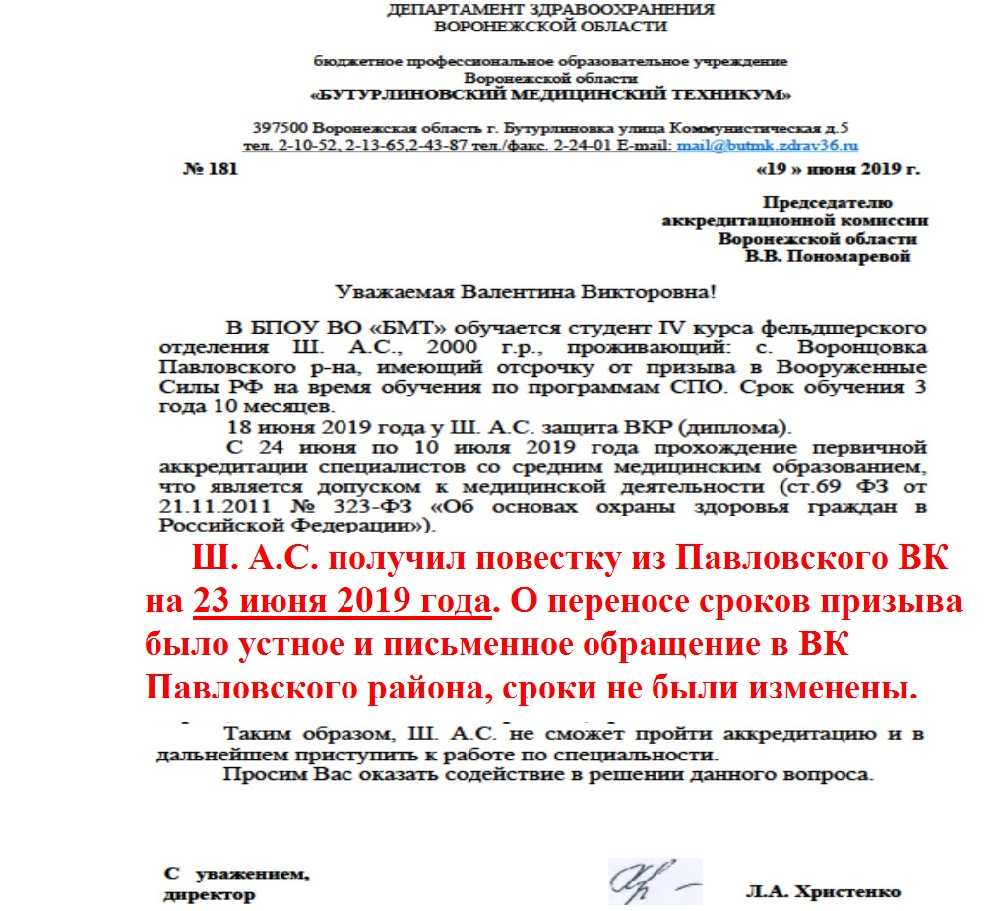 ДЕПАРТАМЕНТ ЗДРАВООХРАНЕНИЯ
ВОРОНЕЖСКОЙ ОБЛАСТИ
бюджетное профессиональное образовательное учреждение
Воронежской области
«БУТУРЛИНОВСКИЙ МЕДИЦИНСКИЙ ТЕХНИКУМ»
397500 Воронежская область г. Бутурлиновка улица Коммунистическая д.5
тел. 2-10-52, 2-13-65,2-43-87 тел./факс. 2-24-01 E-mail: mail@butmk.zdrav36.ru
№ 181 «19 » июня 2019 г.
Председателю
аккредитационной комиссии
Воронежской области
В.В. Пономаревой
Уважаемая Валентина Викторовна!
В БПОУ ВО «БМТ» обучается студент IV курса фельдшерского
отделения Ш. А.С., 2000 г.р., проживающий: с. Воронцовка
Павловского р-на, имеющий отсрочку от призыва в Вооруженные
Силы РФ на время обучения по программам СПО. Срок обучения 3
года 10 месяцев.
18 июня 2019 года у Ш. А.С. защита ВКР (диплома).
С 24 июня по 10 июля 2019 года прохождение первичной
аккредитации специалистов со средним медицинским образованием,
что является допуском к медицинской деятельности (ст.69 ФЗ от
21.11.2011 № 323-ФЗ «Об основах охраны здоровья граждан в
Российской Федерации»).
Ш. А.С. получил повестку из Павловского ВК
на 23 июня 2019 года. О переносе сроков призыва
было устное и письменное обращение в ВК
Павловского района, сроки не были изменены.
Таким образом, Ш. А.С. не сможет пройти аккредитацию и в
дальнейшем приступить к работе по специальности.
Просим Вас оказать содействие в решении данного вопроса.
С уважением,
директор Л.А. Христенко